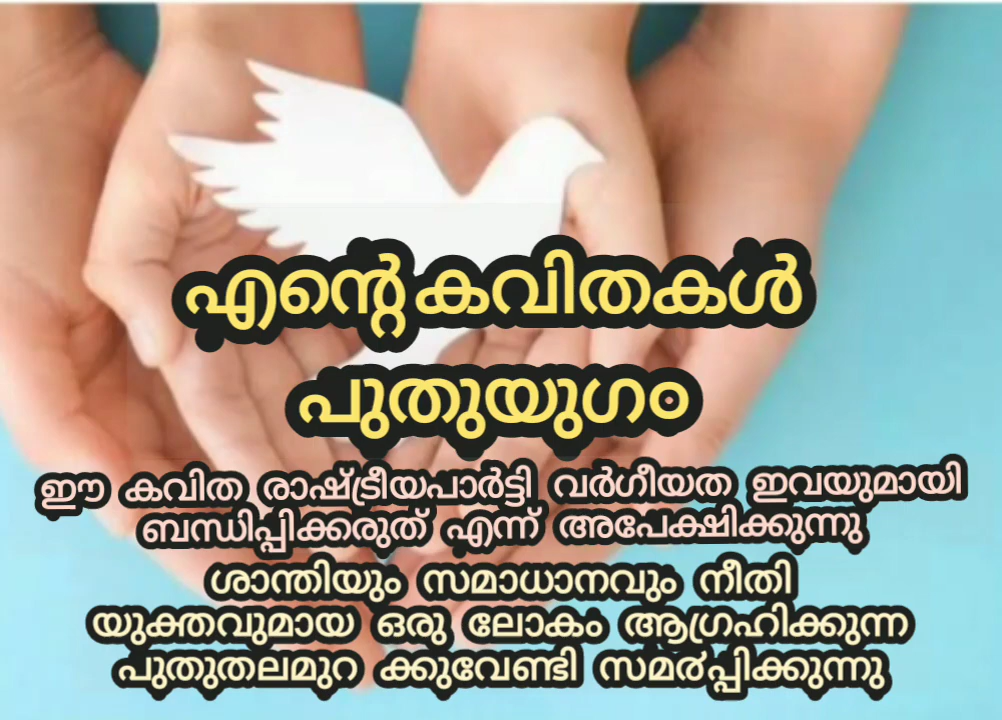 എന്റെ കവിതകൾ
പുതുയുഗം
ഈ കവിത രാഷ്ട്രീയപാർട്ടി വർഗീയത ഇവയുമായി
ബന്ധിപ്പിക്കരുത് എന്ന് അപേക്ഷിക്കുന്നു
ശാന്തിയും സമാധാനവും നീതി
യുക്തവുമായ ഒരു ലോകം ആഗ്രഹിക്കുന്ന
പുതുതലമുറ ക്കുവേണ്ടി സമർപ്പിക്കുന്നു